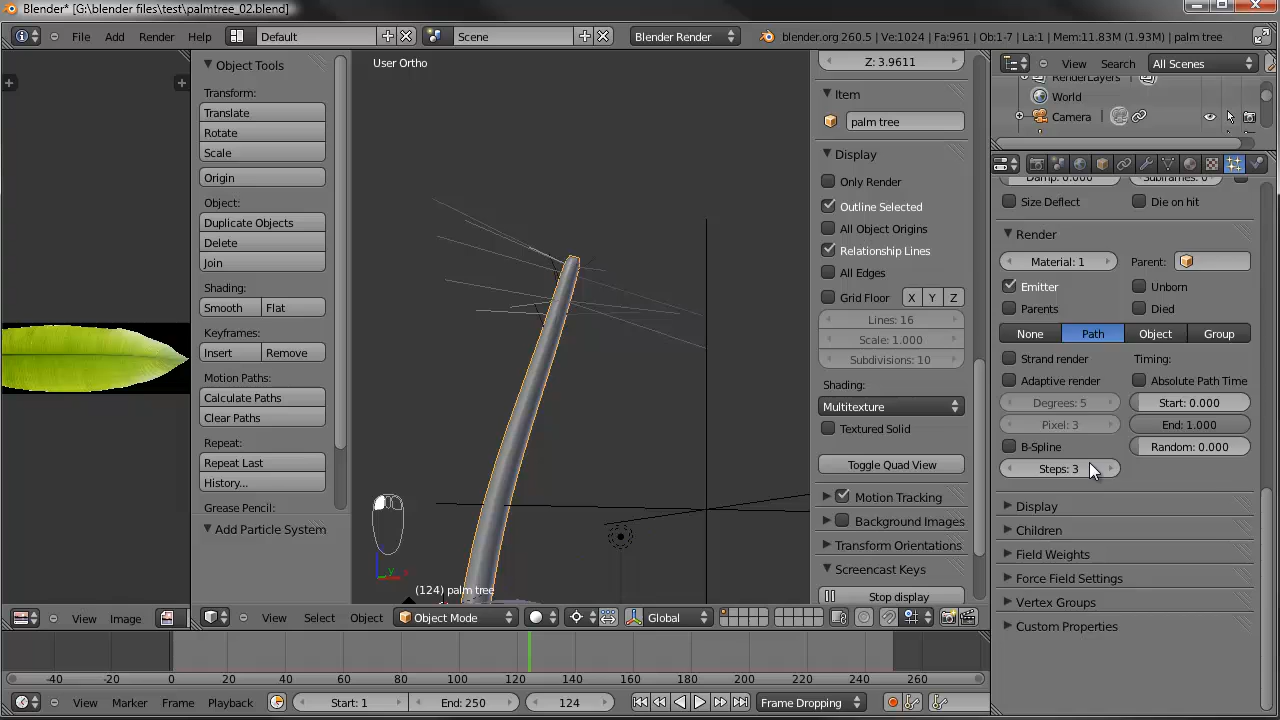 Blender* [G:\blender files\test\palmtree_02.blend]
File Add Render Help Default Scene Blender Render blender.org 260.5 | Ve:1024 | Fa:961 | Ob:1-7 | La:1 | Mem:11.83M (1.93M) | palm tree
Object Tools
Transform:
Translate
Rotate
Scale
Origin
Object:
Duplicate Objects
Delete
Join
Shading:
Smooth Flat
Keyframes:
Insert Remove
Motion Paths:
Calculate Paths
Clear Paths
Repeat:
Repeat Last
History...
Grease Pencil:
Add Particle System
User Ortho
(124) palm tree
Z: 3.9611
Item
palm tree
Display
Only Render
Outline Selected
All Object Origins
Relationship Lines
All Edges
Grid Floor X Y Z
Lines: 16
Scale: 1.000
Subdivisions: 10
Shading:
Multitexture
Textured Solid
Toggle Quad View
Motion Tracking
Background Images
Transform Orientations
Screencast Keys
Stop display
View Search All Scenes
RenderLayers
World
Camera
Damp: 0.000 Subframes: 0
Size Deflect Die on hit
Render
Material: 1 Parent:
Emitter Unborn
Parents Died
None Path Object Group
Strand render Timing:
Adaptive render Absolute Path Time
Degrees: 5 Start: 0.000
Pixel: 3 End: 1.000
B-Spline Random: 0.000
Steps: 3
Display
Children
Field Weights
Force Field Settings
Vertex Groups
Custom Properties
View Image View Select Object Object Mode Global
-40 -20 0 20 40 60 80 100 120 140 160 180 200 220 240 260
View Marker Frame Playback Start: 1 End: 250 124 Frame Dropping